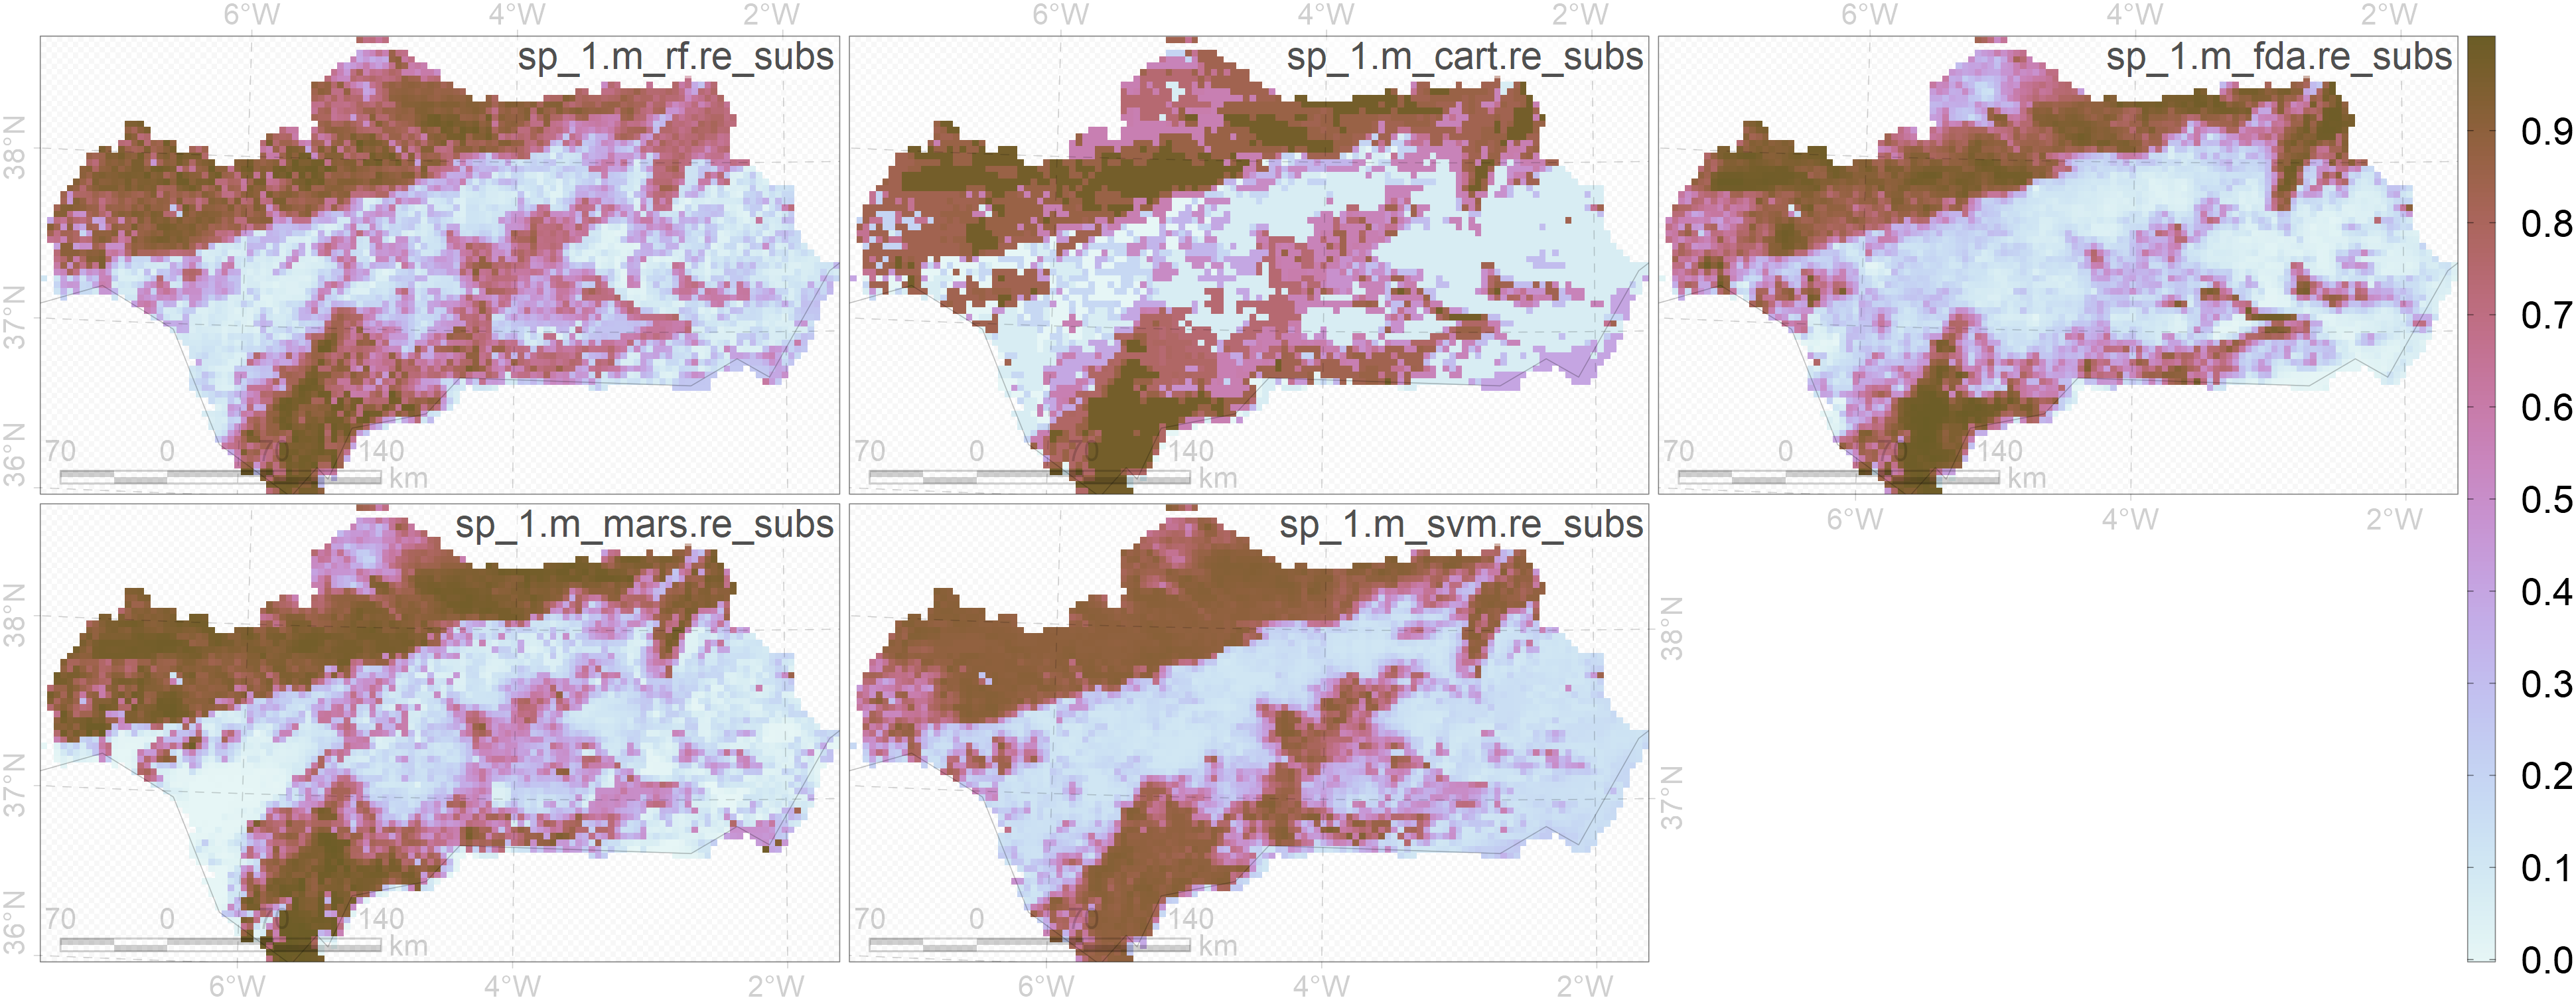 6°W 4°W 2°W 6°W 4°W 2°W 6°W 4°W 2°W
sp_1.m_rf.re_subs
sp_1.m_cart.re_subs
sp_1.m_fda.re_subs
38°N
37°N
36°N
70 0 70 140 km
70 0 70 140 km
70 0 70 140 km
6°W 4°W 2°W
sp_1.m_mars.re_subs
sp_1.m_svm.re_subs
38°N 38°N
37°N 37°N
36°N
70 0 70 140 km
70 0 70 140 km
6°W 4°W 2°W 6°W 4°W 2°W
0.9
0.8
0.7
0.6
0.5
0.4
0.3
0.2
0.1
0.0